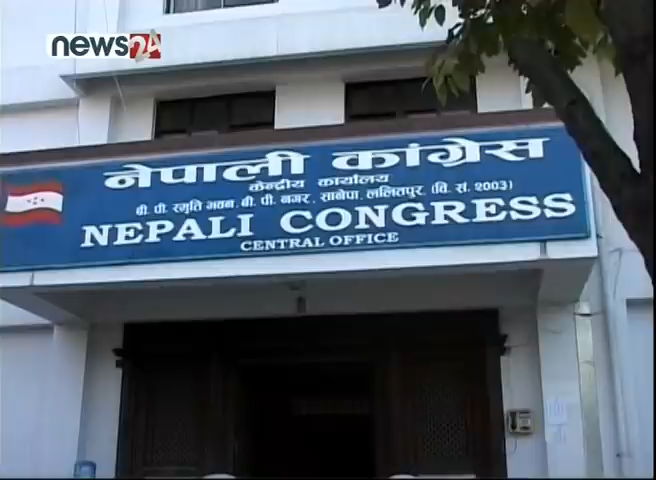 news24
नेपाली कांग्रेस
केन्द्रीय कार्यालय
बी. पी. स्मृति भवन, बी. पी. नगर, सानेपा, ललितपुर, (वि. सं. 2003)
NEPALI CONGRESS
CENTRAL OFFICE